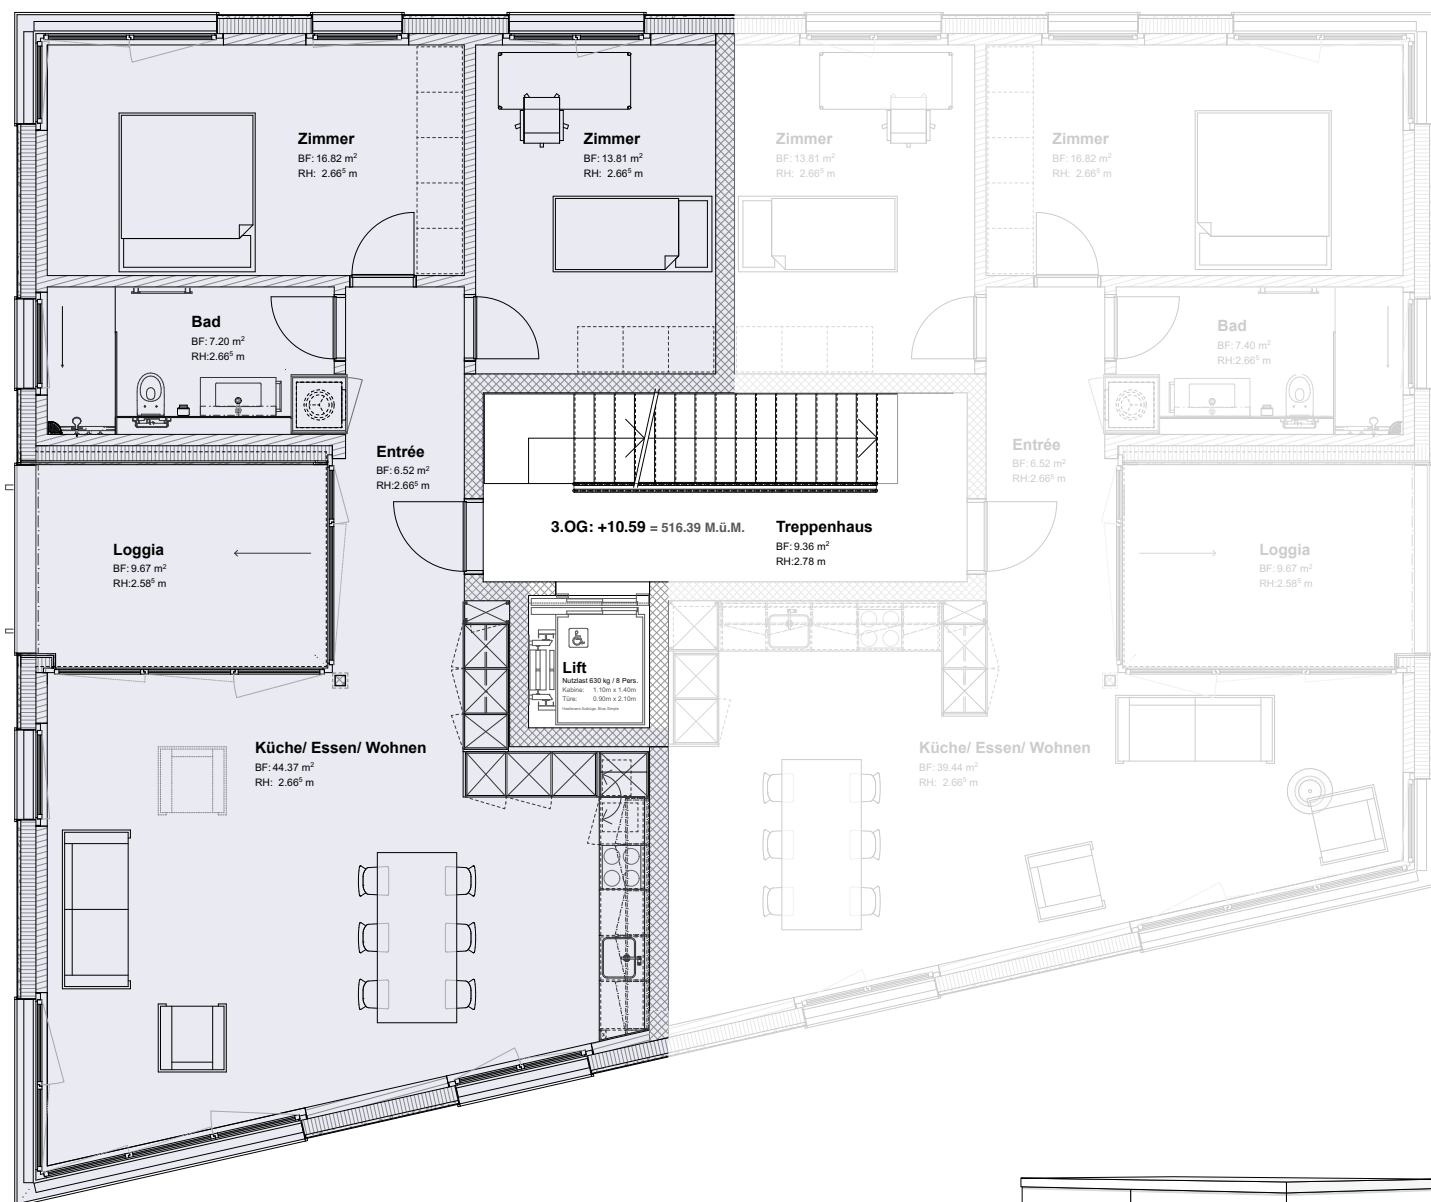 Zimmer
BF: 16.82 m²
RH: 2.66⁵ m
Zimmer
BF: 13.81 m²
RH: 2.66⁵ m
Zimmer
BF: 13.81 m²
RH: 2.66⁵ m
Zimmer
BF: 16.82 m²
RH: 2.66⁵ m
Bad
BF: 7.20 m²
RH:2.66⁵ m
Bad
BF: 7.40 m²
RH:2.66⁵ m
Entrée
BF: 6.52 m²
RH:2.66⁵ m
Entrée
BF: 6.52 m²
RH:2.66⁵ m
3.OG: +10.59 = 516.39 M.ü.M.
Treppenhaus
BF: 9.36 m²
RH:2.78 m
Loggia
BF: 9.67 m²
RH:2.58⁵ m
Loggia
BF: 9.67 m²
RH:2.58⁵ m
Lift
Nutzlast 630 kg / 8 Pers.
Kabine: 1.10m x 1.40m
Türe: 0.90m x 2.10m
Küche/ Essen/ Wohnen
BF: 44.37 m²
RH: 2.66⁵ m
Küche/ Essen/ Wohnen
BF: 39.44 m²
RH: 2.66⁵ m